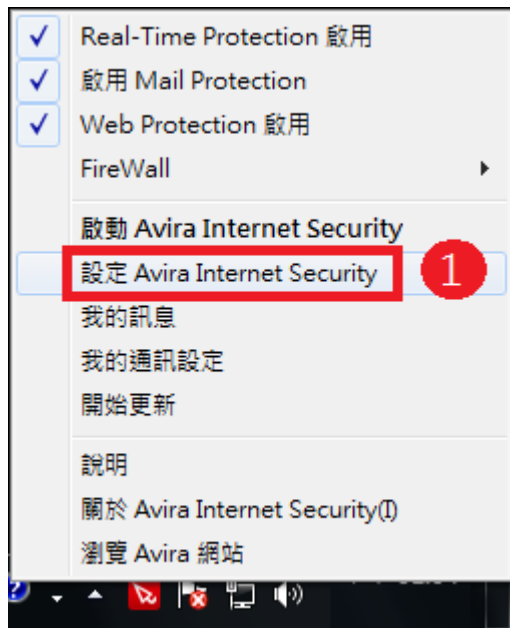 Real-Time Protection 啟用
啟用 Mail Protection
Web Protection 啟用
FireWall
啟動 Avira Internet Security
設定 Avira Internet Security
1
我的訊息
我的通訊設定
開始更新
說明
關於 Avira Internet Security(I)
瀏覽 Avira 網站